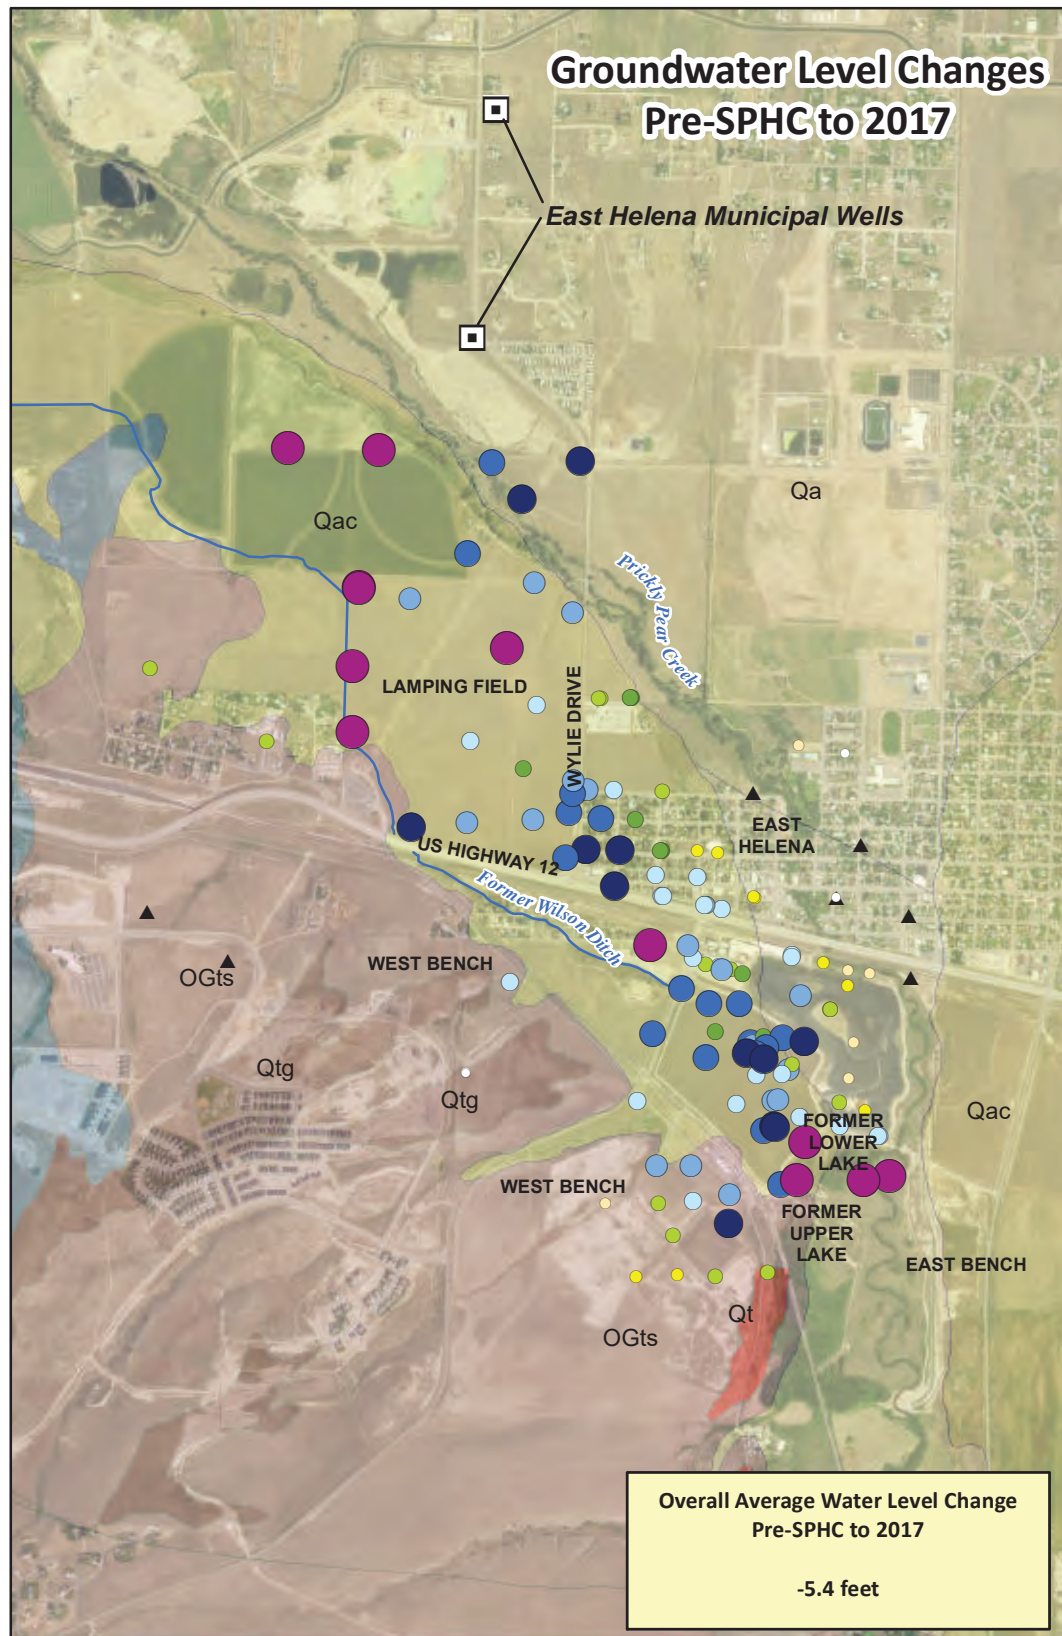 Groundwater Level Changes
Pre-SPHC to 2017
East Helena Municipal Wells
Qa
Qac
Prickly Pear Creek
LAMPING FIELD
WYLIE DRIVE
EAST
HELENA
US HIGHWAY 12
Former Wilson Ditch
WEST BENCH
OGts
Qtg
Qtg
Qac
FORMER
LOWER
LAKE
WEST BENCH
FORMER
UPPER
LAKE
EAST BENCH
Qt
OGts
Overall Average Water Level Change
Pre-SPHC to 2017
-5.4 feet